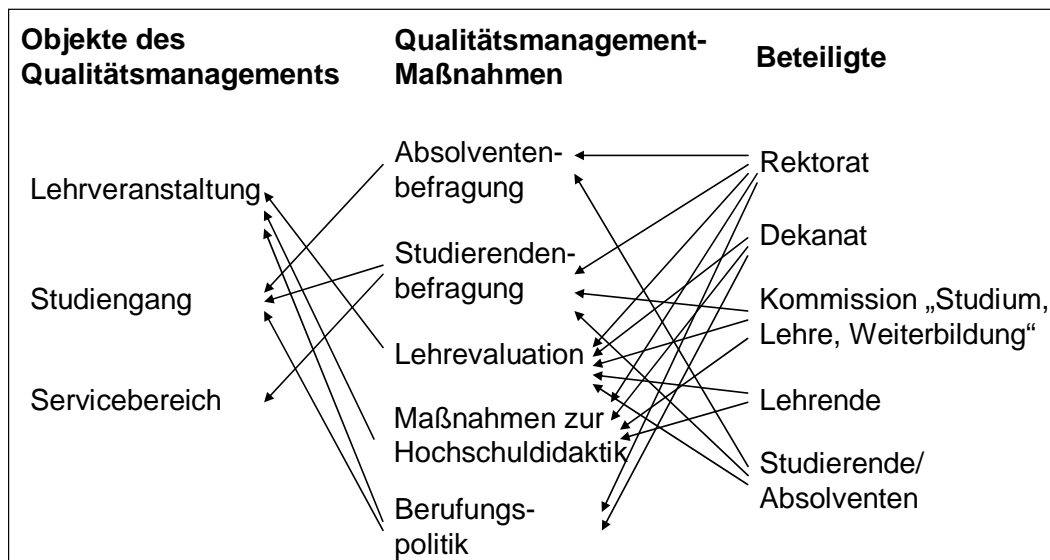 Objekte des
Qualitätsmanagements
Qualitätsmanagement-
Maßnahmen
Beteiligte
Lehrveranstaltung
Studiengang
Servicebereich
Absolventen-
befragung
Studierenden-
befragung
Lehrevaluation
Maßnahmen zur
Hochschuldidaktik
Berufungs-
politik
Rektorat
Dekanat
Kommission „Studium,
Lehre, Weiterbildung“
Lehrende
Studierende/
Absolventen